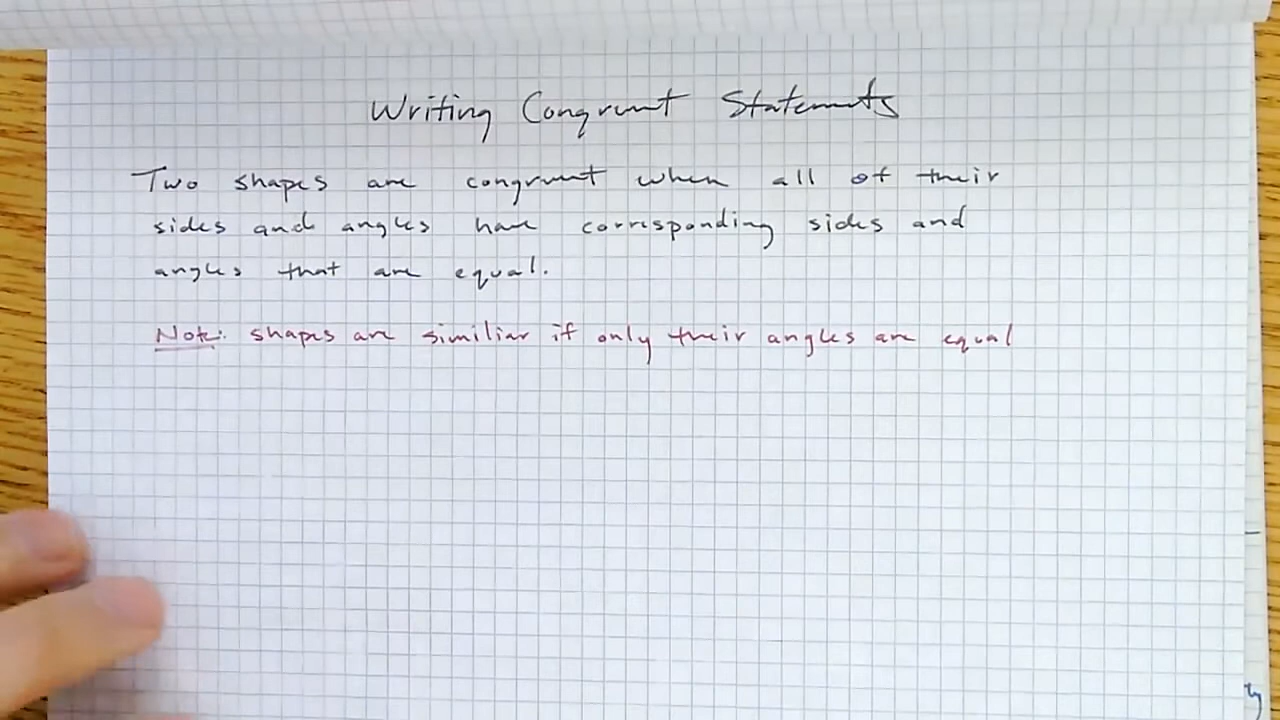 Writing Congruent Statements
Two shapes are congruent when all of their
sides and angles have corresponding sides and
angles that are equal.
Note: shapes are similiar if only their angles are equal